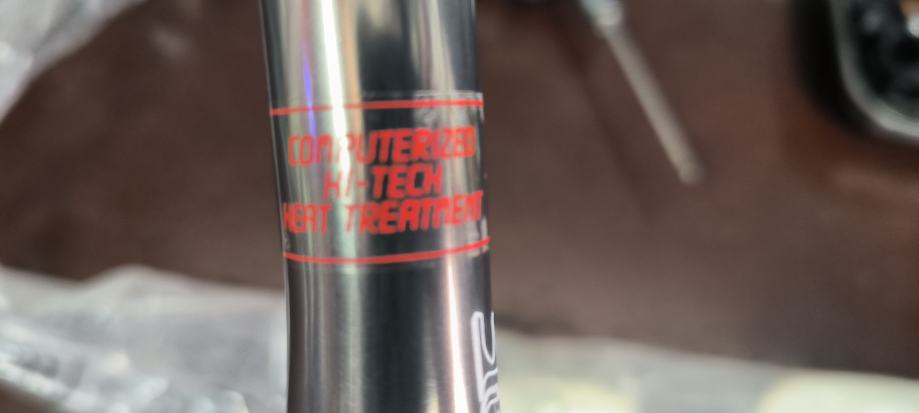 COMPUTERIZED
HI-TECH
HEAT TREATMENT